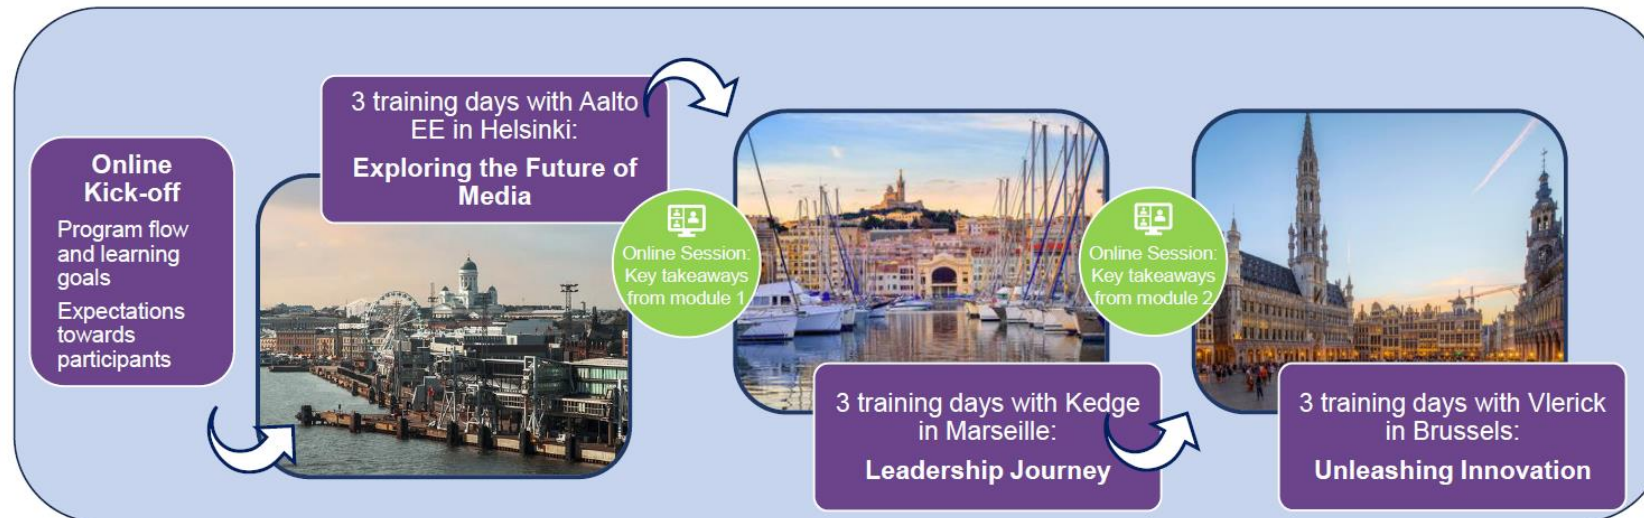 Online
Kick-off
Program flow
and learning
goals
Expectations
towards
participants
3 training days with Aalto
EE in Helsinki:
Exploring the Future of
Media
Online Session:
Key takeaways
from module 1
3 training days with Kedge
in Marseille:
Leadership Journey
Online Session:
Key takeaways
from module 2
3 training days with Vlerick
in Brussels:
Unleashing Innovation